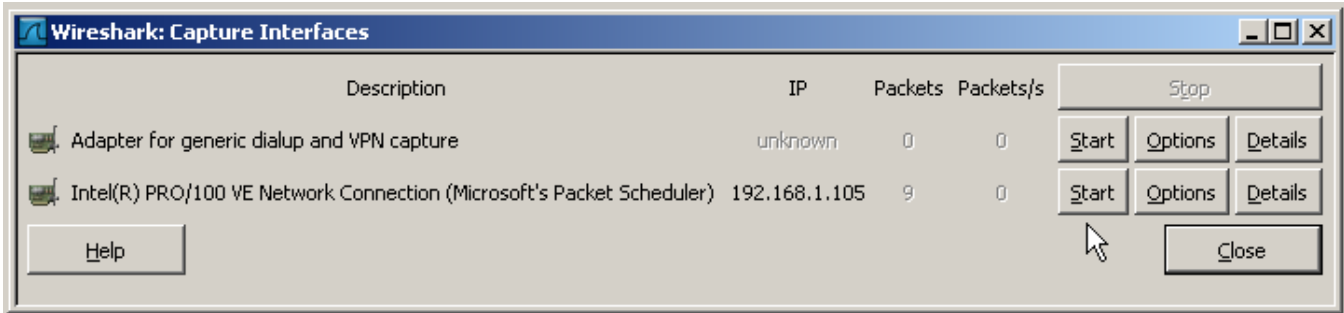 Wireshark: Capture Interfaces
Description IP Packets Packets/s Stop
Adapter for generic dialup and VPN capture unknown 0 0 Start Options Details
Intel(R) PRO/100 VE Network Connection (Microsoft's Packet Scheduler) 192.168.1.105 9 0 Start Options Details
Help Close